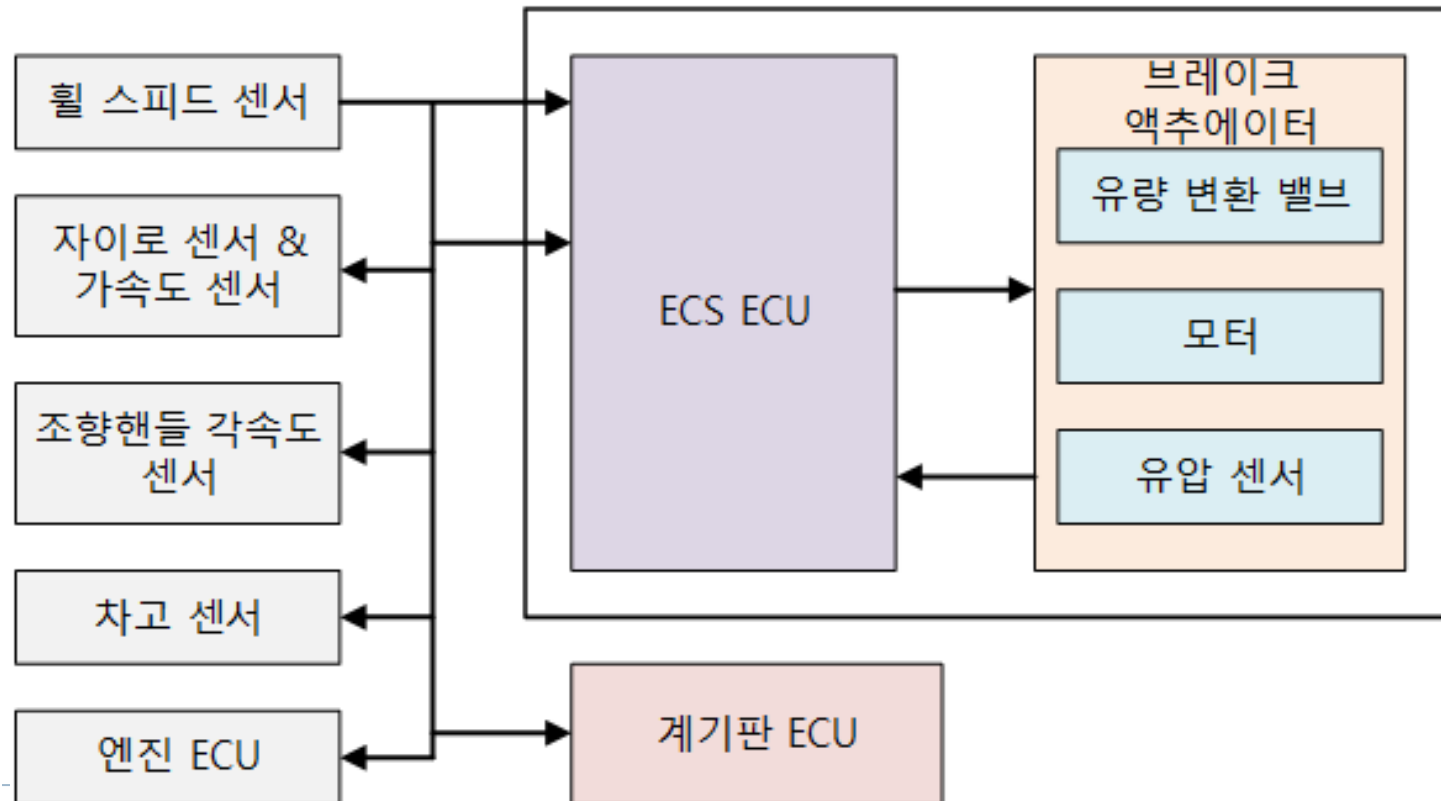 휠 스피드 센서
자이로 센서 &
가속도 센서
조향핸들 각속도
센서
차고 센서
엔진 ECU
ECS ECU
브레이크
액추에이터
유량 변환 밸브
모터
유압 센서
계기판 ECU